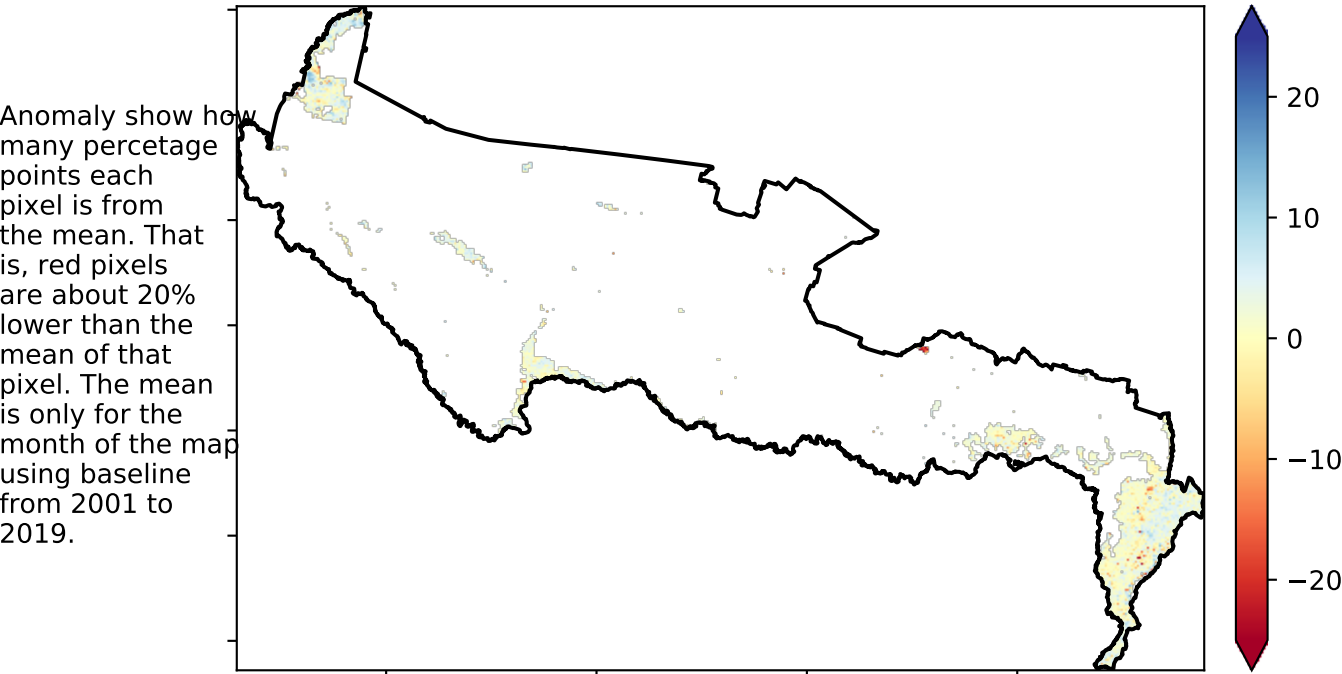 Anomaly show how
many percetage
points each
pixel is from
the mean. That
is, red pixels
are about 20%
lower than the
mean of that
pixel. The mean
is only for the
month of the map
using baseline
from 2001 to
2019.
20
10
0
−10
−20